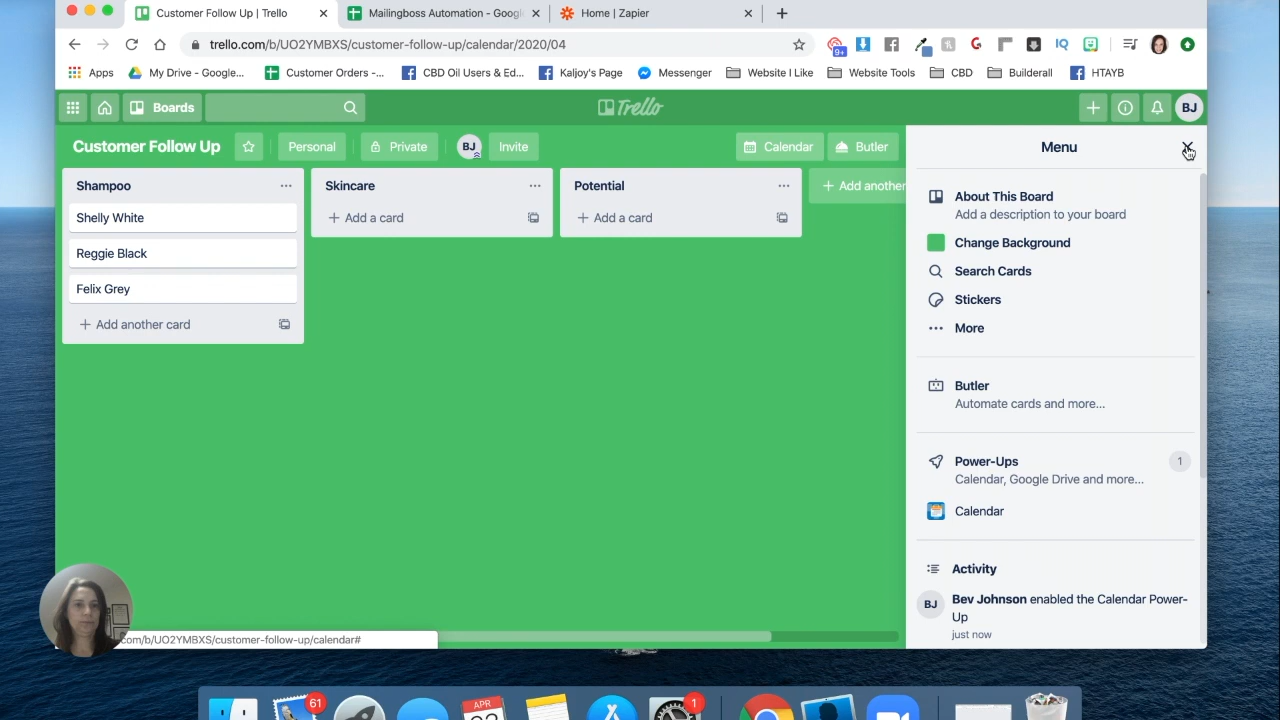 Customer Follow Up | Trello
Mailingboss Automation - Google
Home | Zapier
trello.com/b/UO2YMBXS/customer-follow-up/calendar/2020/04
9+
Apps
My Drive - Google...
Customer Orders -...
CBD Oil Users & Ed...
Kaljoy's Page
Messenger
Website I Like
Website Tools
CBD
Builderall
HTAYB
Boards
Trello
BJ
Customer Follow Up
Personal
Private
BJ
Invite
Calendar
Butler
Menu
Shampoo
Shelly White
Reggie Black
Felix Grey
Add another card
Skincare
Add a card
Potential
Add a card
Add another
About This Board
Add a description to your board
Change Background
Search Cards
Stickers
More
Butler
Automate cards and more...
Power-Ups
1
Calendar, Google Drive and more...
Calendar
Activity
BJ
Bev Johnson enabled the Calendar Power-
Up
just now
com/b/UO2YMBXS/customer-follow-up/calendar#
61
APR
1